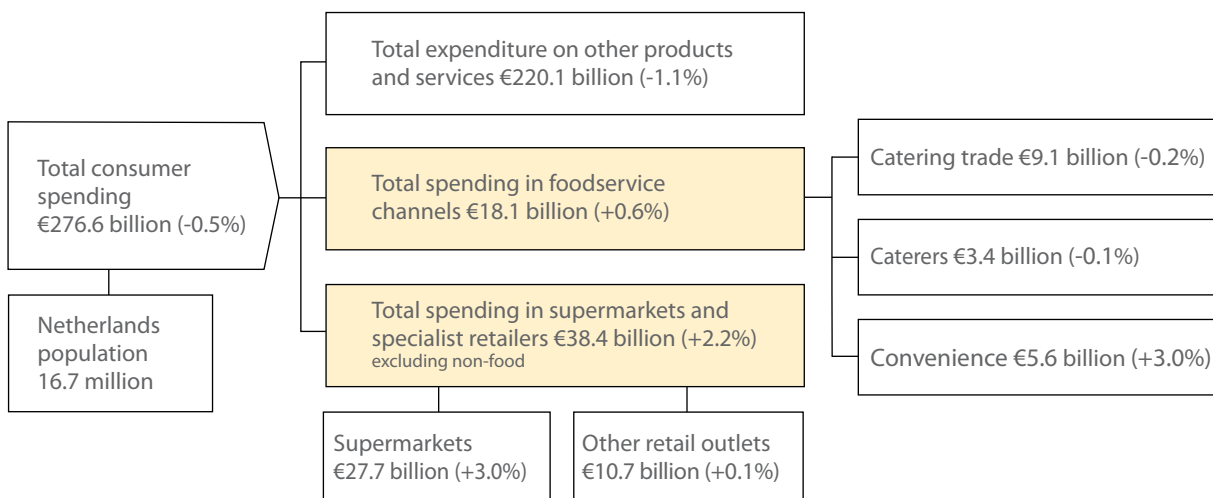 Total expenditure on other products
and services €220.1 billion (-1.1%)
Total consumer
spending
€276.6 billion (-0.5%)
Total spending in foodservice
channels €18.1 billion (+0.6%)
Catering trade €9.1 billion (-0.2%)
Caterers €3.4 billion (-0.1%)
Convenience €5.6 billion (+3.0%)
Netherlands
population
16.7 million
Total spending in supermarkets and
specialist retailers €38.4 billion (+2.2%)
excluding non-food
Supermarkets
€27.7 billion (+3.0%)
Other retail outlets
€10.7 billion (+0.1%)